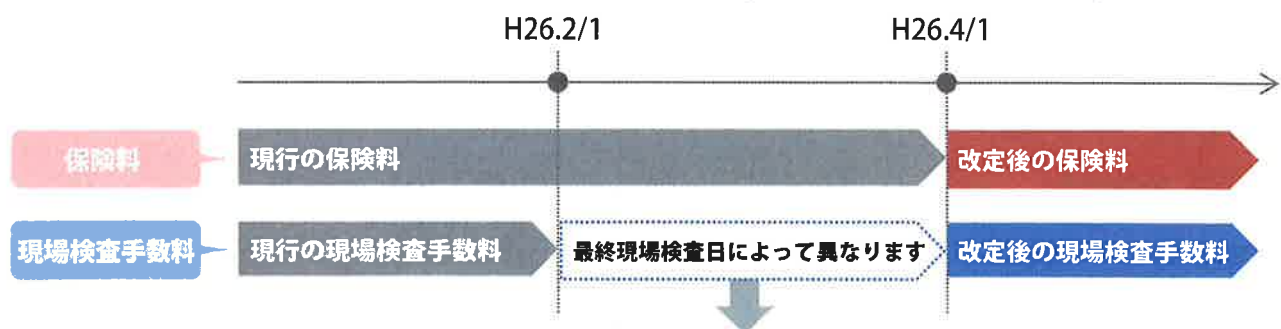 H26.2/1 H26.4/1
保険料 現行の保険料 改定後の保険料
現場検査手数料 現行の現場検査手数料 最終現場検査日によって異なります 改定後の現場検査手数料